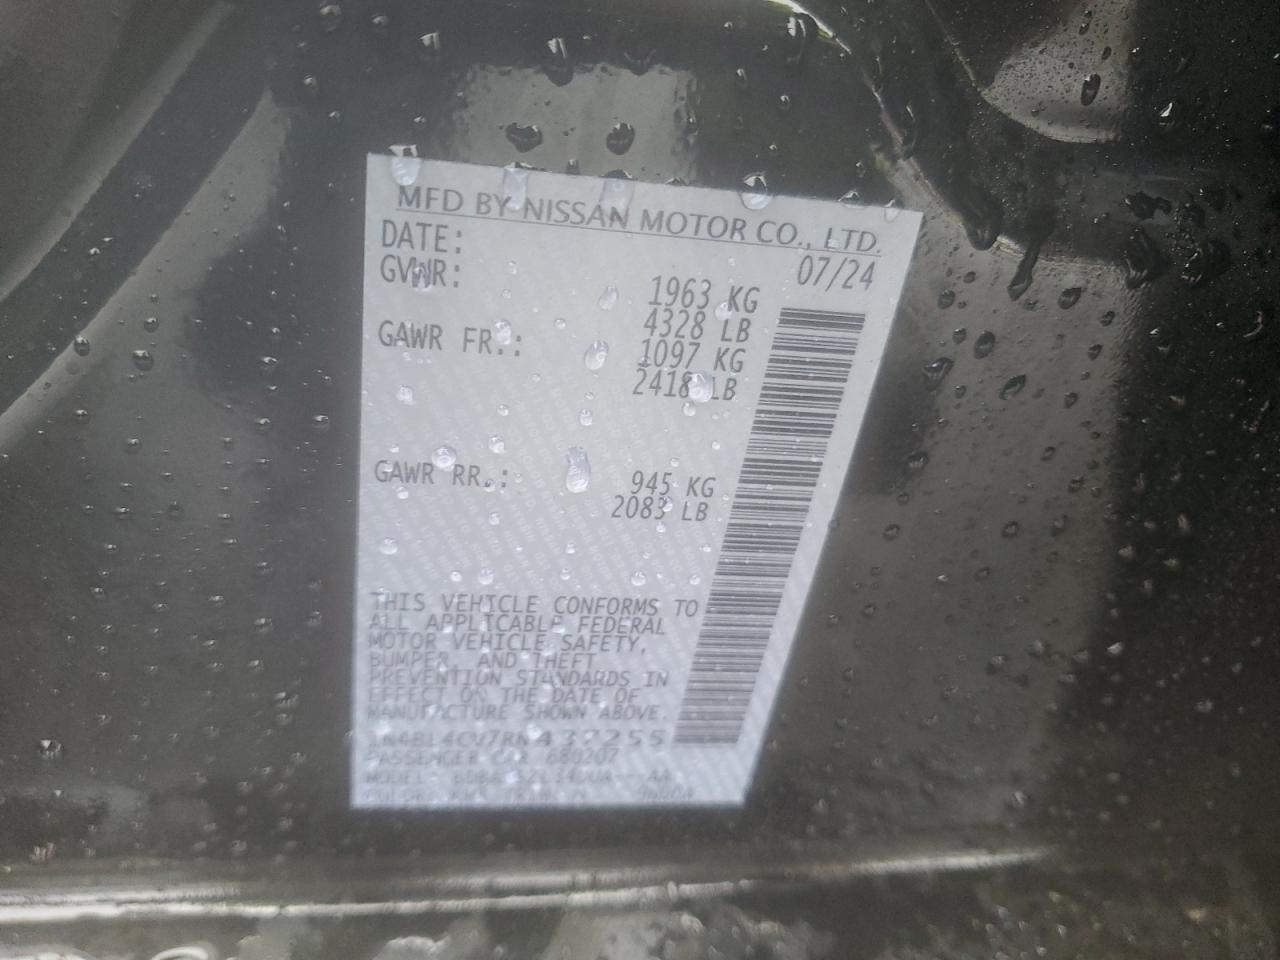 MFD BY NISSAN MOTOR CO., LTD.
DATE: 07/24
GVWR: 1963 KG
4328 LB
GAWR FR.: 1097 KG
2418 LB
GAWR RR.: 945 KG
2083 LB
THIS VEHICLE CONFORMS TO
ALL APPLICABLE FEDERAL
MOTOR VEHICLE SAFETY,
BUMPER, AND THEFT
PREVENTION STANDARDS IN
EFFECT ON THE DATE OF
MANUFACTURE SHOWN ABOVE.
PASSENGER CAR 680207
MODEL: